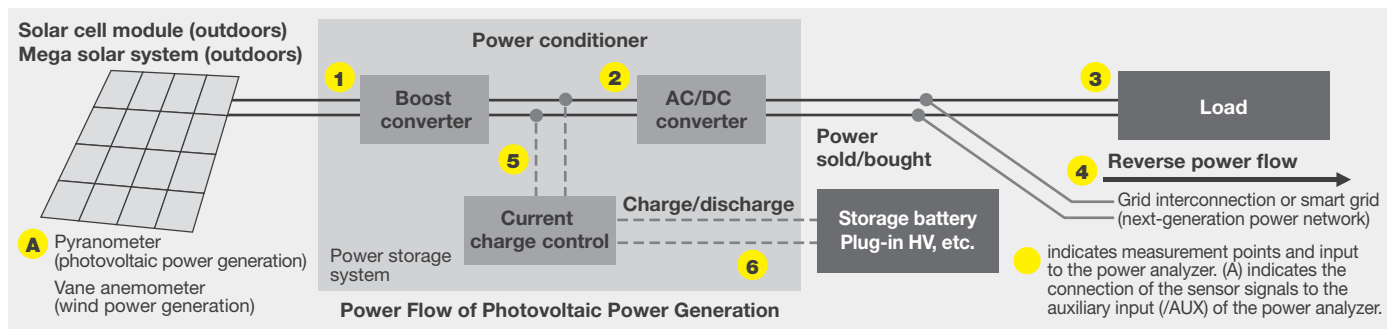 Solar cell module (outdoors)
Mega solar system (outdoors)
Power conditioner
1
Boost
converter
2
AC/DC
converter
3
Load
5
Power
sold/bought
4
Reverse power flow
Grid interconnection or smart grid
(next-generation power network)
Current
charge control
Charge/discharge
6
Storage battery
Plug-in HV, etc.
A
Pyranometer
(photovoltaic power generation)
Vane anemometer
(wind power generation)
Power storage
system
indicates measurement points and input
to the power analyzer. (A) indicates the
connection of the sensor signals to the
auxiliary input (/AUX) of the power analyzer.
Power Flow of Photovoltaic Power Generation